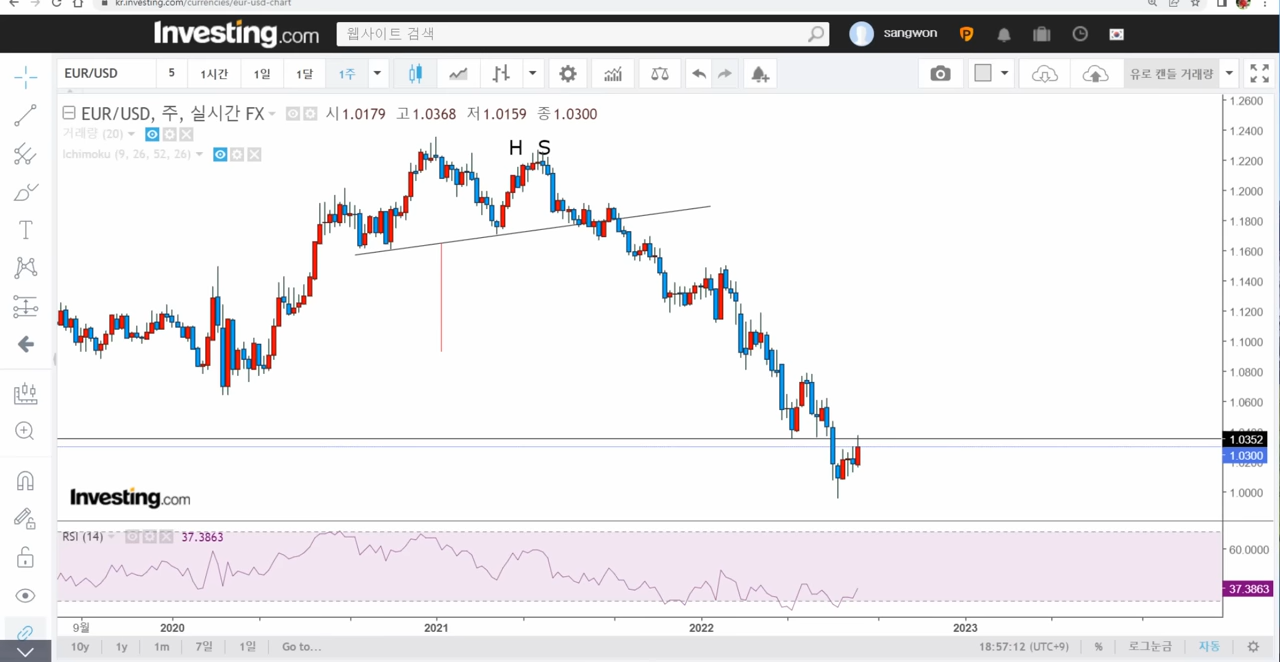 kr.investing.com/currencies/eur-usd-chart
Investing.com 웹사이트 검색 sangwon
EUR/USD 5 1시간 1일 1달 1주 유로 캔들 거래량
EUR/USD, 주, 실시간 FX 시1.0179 고1.0368 저1.0159 종1.0300
거래량 (20)
Ichimoku (9, 26, 52, 26)
H S
1.2600
1.2400
1.2200
1.2000
1.1800
1.1600
1.1400
1.1200
1.1000
1.0800
1.0600
1.0400
1.0352
1.0300
1.0200
1.0000
Investing.com
RSI (14) 37.3863
60.0000
37.3863
9월 2020 2021 2022 2023
10y 1y 1m 7일 1일 Go to... 18:57:12 (UTC+9) % 로그눈금 자동